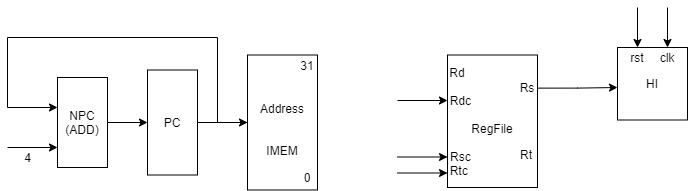 4
NPC
(ADD)
PC
31
Address
IMEM
0
Rd
Rdc
RegFile
Rsc
Rtc
Rs
Rt
rst clk
HI